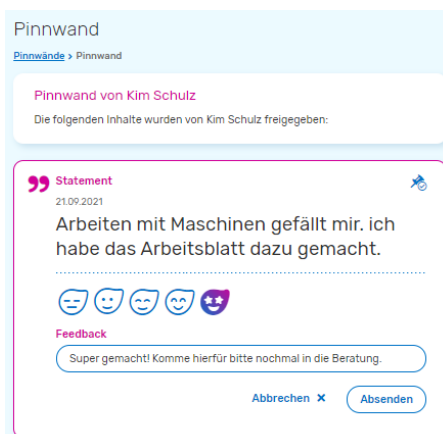 Pinnwand
Pinnwände > Pinnwand
Pinnwand von Kim Schulz
Die folgenden Inhalte wurden von Kim Schulz freigegeben:
Statement
21.09.2021
Arbeiten mit Maschinen gefällt mir. ich
habe das Arbeitsblatt dazu gemacht.
Feedback
Super gemacht! Komme hierfür bitte nochmal in die Beratung.
Abbrechen × Absenden